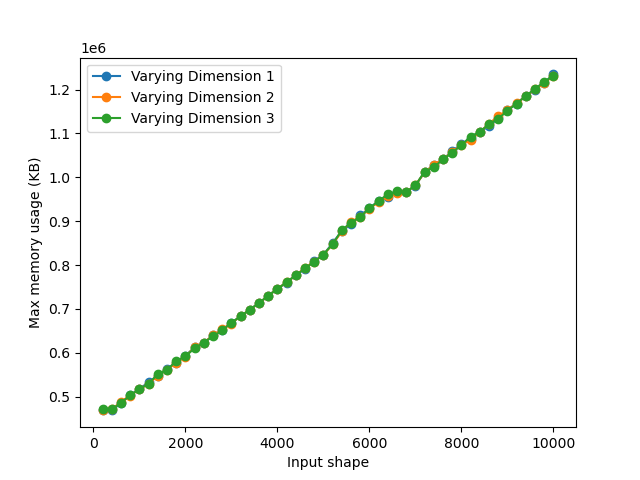 1e6
Varying Dimension 1
Varying Dimension 2
Varying Dimension 3
1.2
1.1
1.0
0.9
0.8
0.7
0.6
0.5
Max memory usage (KB)
0 2000 4000 6000 8000 10000
Input shape